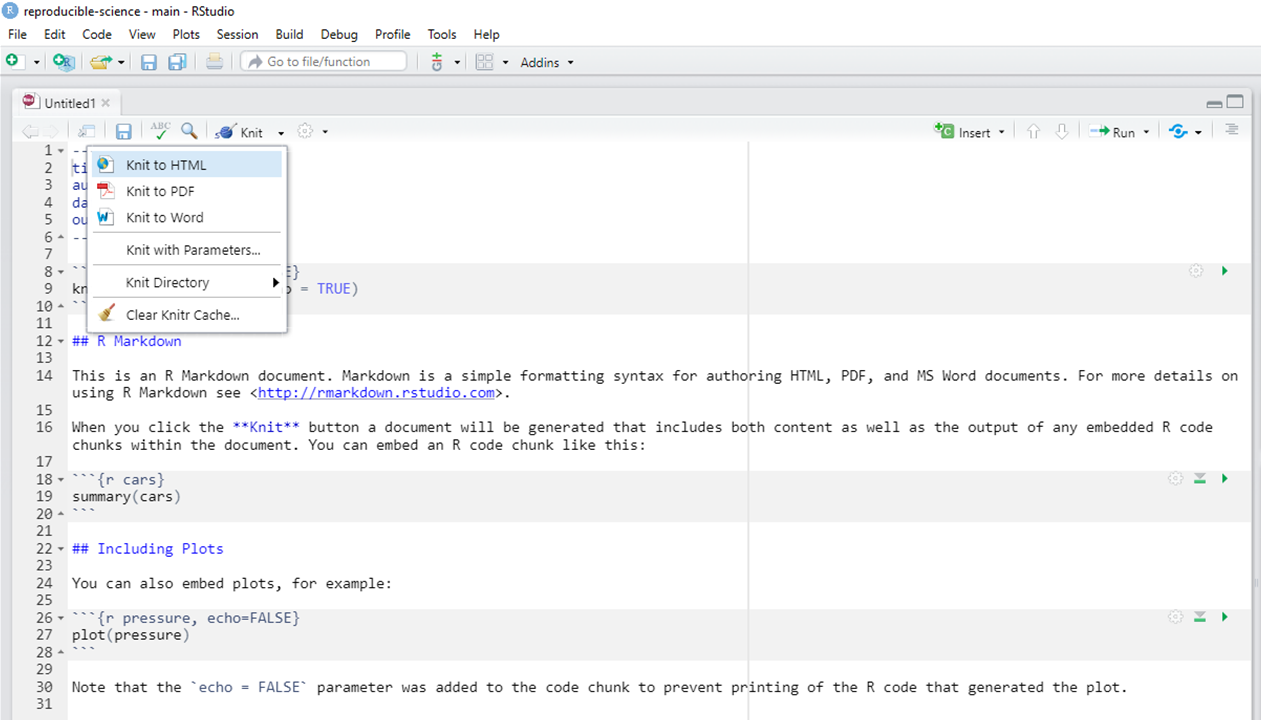 reproducible-science - main - RStudio
File Edit Code View Plots Session Build Debug Profile Tools Help
Go to file/function Addins
Untitled1
ABC Knit Insert Run
1 --
2 ti
3 au
4 da
5 ou
6 --
7
Knit to HTML
Knit to PDF
Knit to Word
Knit with Parameters...
Knit Directory
Clear Knitr Cache...
8 `` E}
9 kn o = TRUE)
10 ``
11
12 ## R Markdown
13
14 This is an R Markdown document. Markdown is a simple formatting syntax for authoring HTML, PDF, and MS Word documents. For more details on
using R Markdown see <http://rmarkdown.rstudio.com>.
15
16 When you click the **Knit** button a document will be generated that includes both content as well as the output of any embedded R code
chunks within the document. You can embed an R code chunk like this:
17
18 ```{r cars}
19 summary(cars)
20 ```
21
22 ## Including Plots
23
24 You can also embed plots, for example:
25
26 ```{r pressure, echo=FALSE}
27 plot(pressure)
28 ```
29
30 Note that the `echo = FALSE` parameter was added to the code chunk to prevent printing of the R code that generated the plot.
31